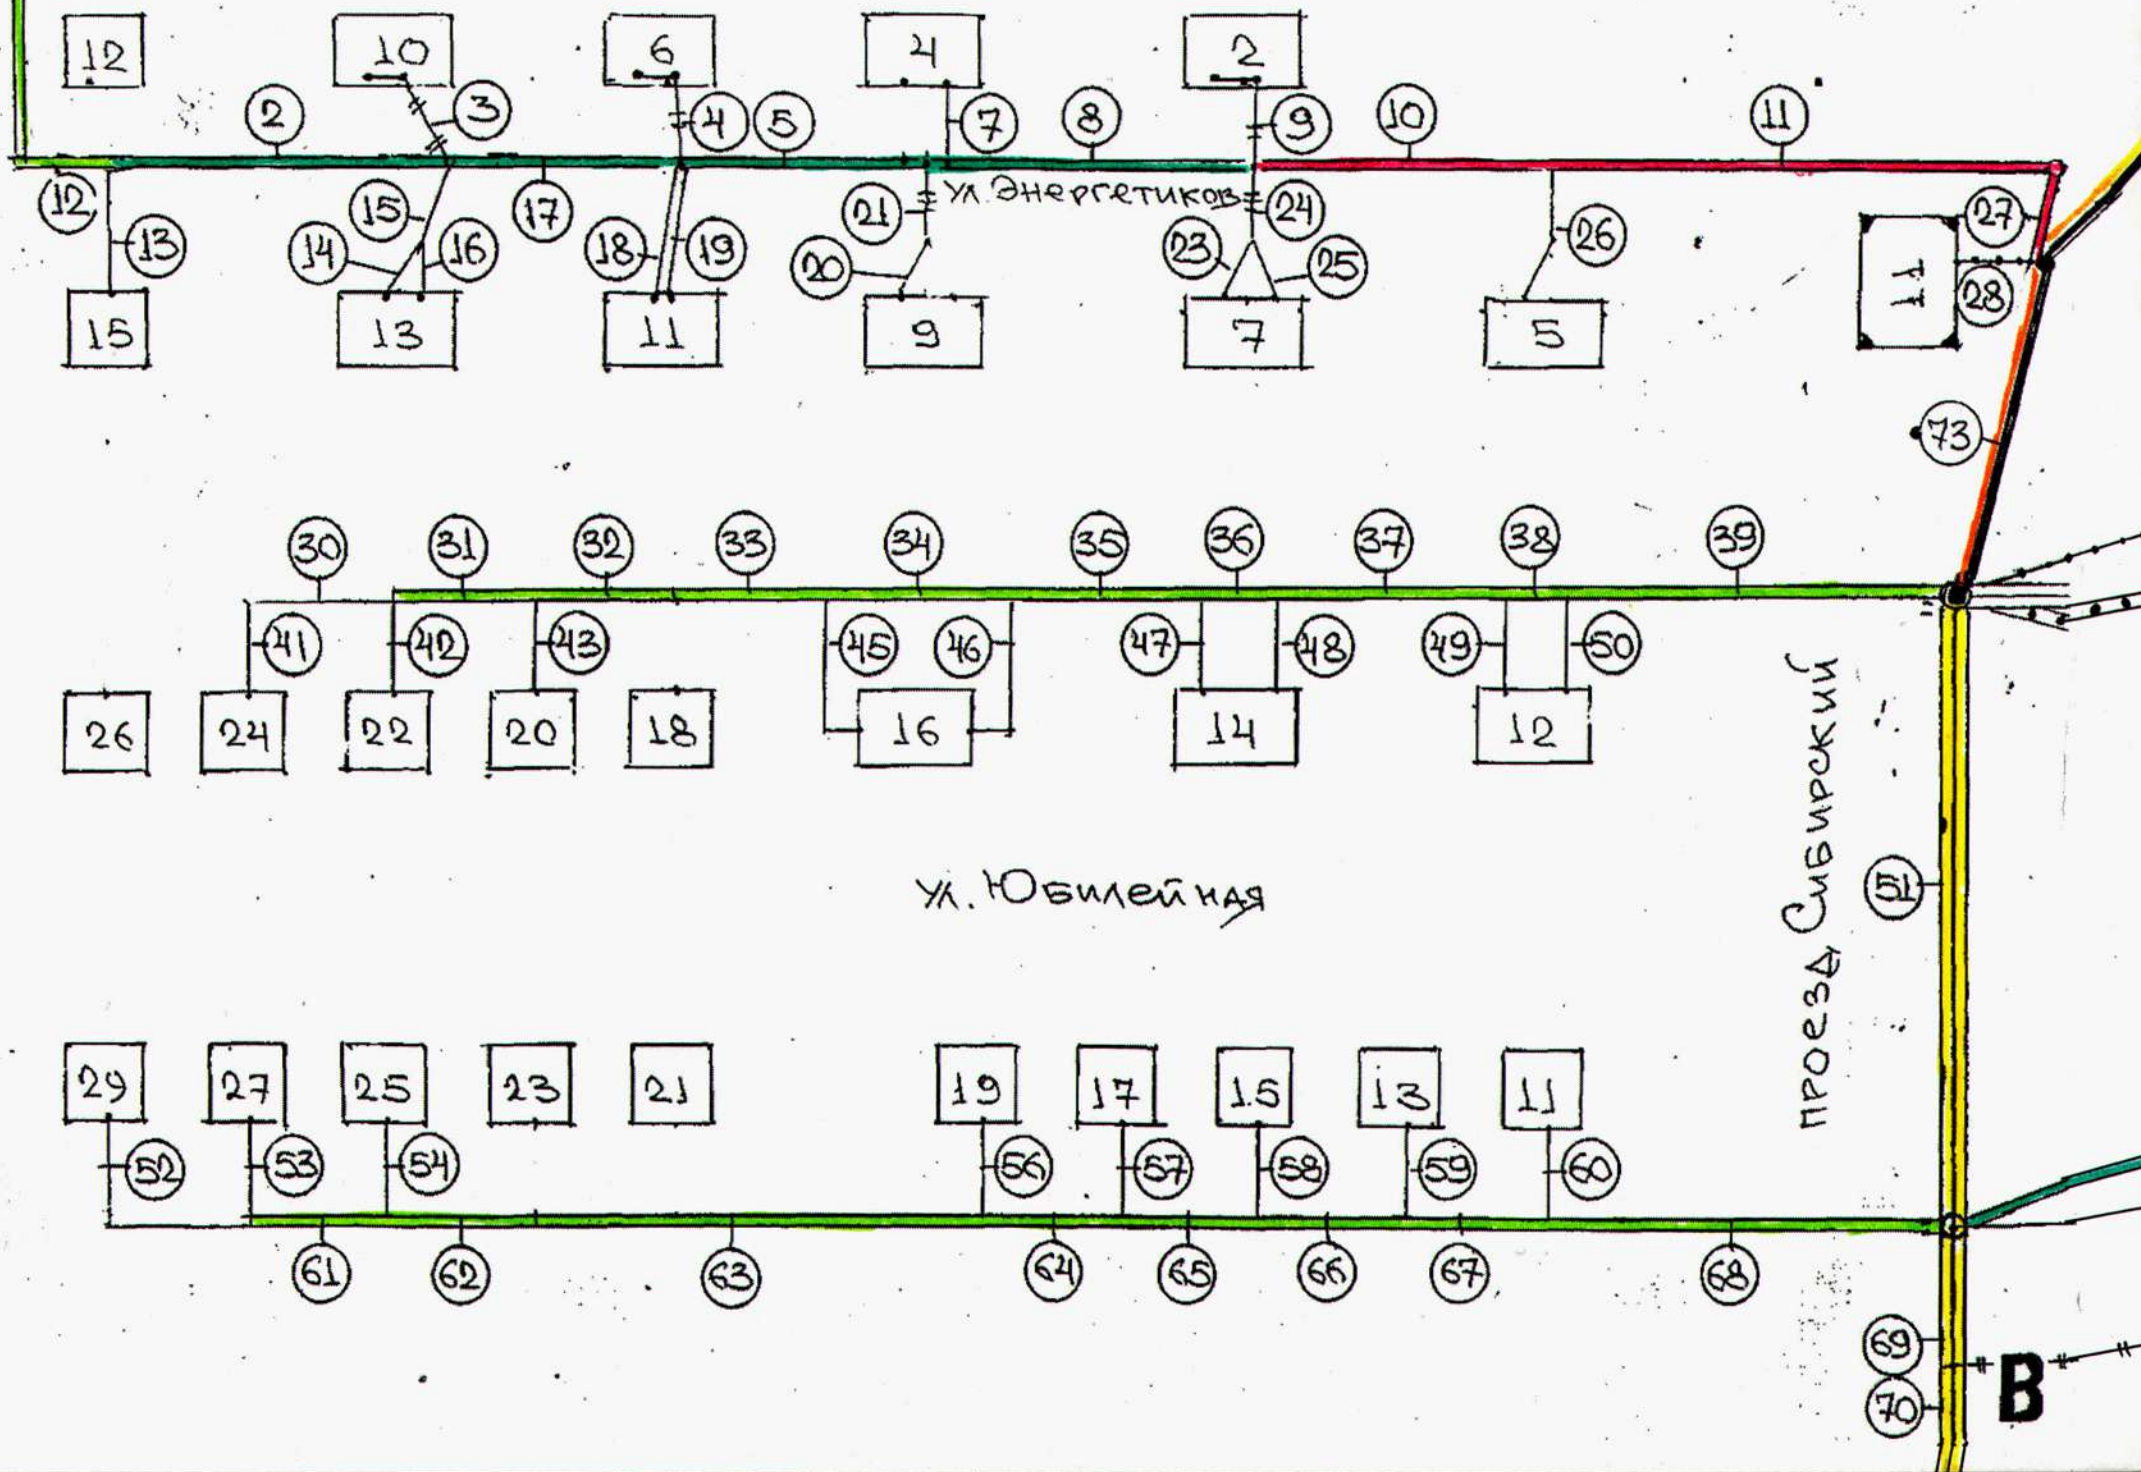 12 10 6 4 2
2 3 4 5 7 8 9 10 11
ул. Энергетиков
12 13 14 15 16 17 18 19 20 21 23 24 25 26 27 28
15 13 11 9 7 5 11
73
30 31 32 33 34 35 36 37 38 39
41 42 43 45 46 47 48 49 50
26 24 22 20 18 16 14 12
проезд Сибирский
ул. Юбилейная
51
29 27 25 23 21 19 17 15 13 11
52 53 54 56 57 58 59 60
61 62 63 64 65 66 67 68
69
В
70